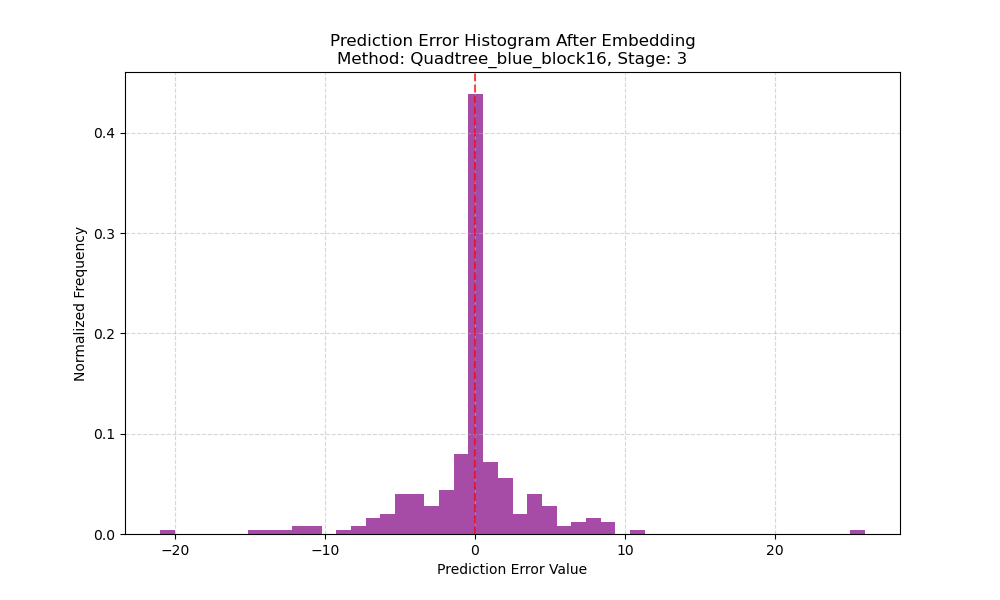 Prediction Error Histogram After Embedding
Method: Quadtree_blue_block16, Stage: 3
Normalized Frequency
0.4
0.3
0.2
0.1
0.0
−20
−10
0
10
20
Prediction Error Value